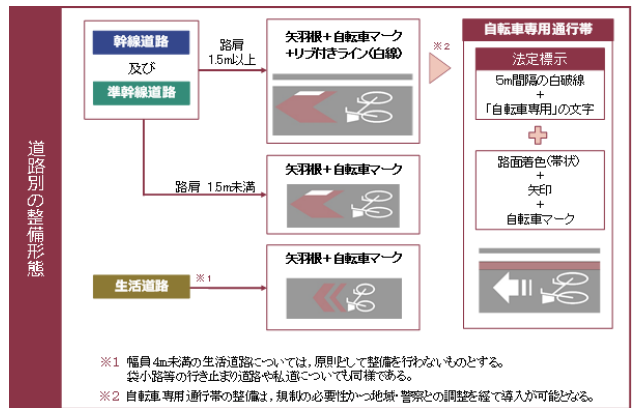 道路別の整備形態
幹線道路
及び
準幹線道路
路肩
1.5m以上
矢羽根+自転車マーク
+リブ付きライン(白線)
※2
自転車専用通行帯
法定標示
5m間隔の白破線
+
「自転車専用」の文字
+
路面着色(帯状)
+
矢印
+
自転車マーク
路肩 1.5m未満
矢羽根+自転車マーク
生活道路
※1
矢羽根+自転車マーク
※1 幅員4m未満の生活道路については,原則として整備を行わないものとする。
袋小路等の行き止まり道路や私道についても同様である。
※2 自転車専用通行帯の整備は,規制の必要性かつ地域・警察との調整を経て導入が可能となる。